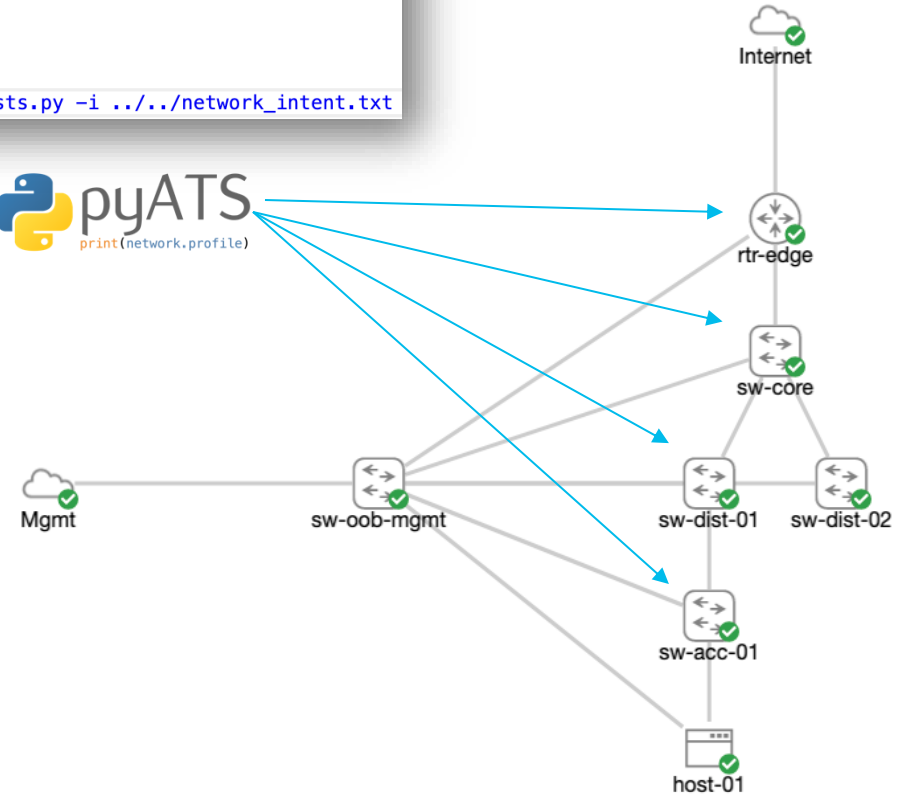 sts.py -i ../../network_intent.txt
Internet
pyATS
print(network.profile)
rtr-edge
sw-core
Mgmt
sw-oob-mgmt
sw-dist-01
sw-dist-02
sw-acc-01
host-01